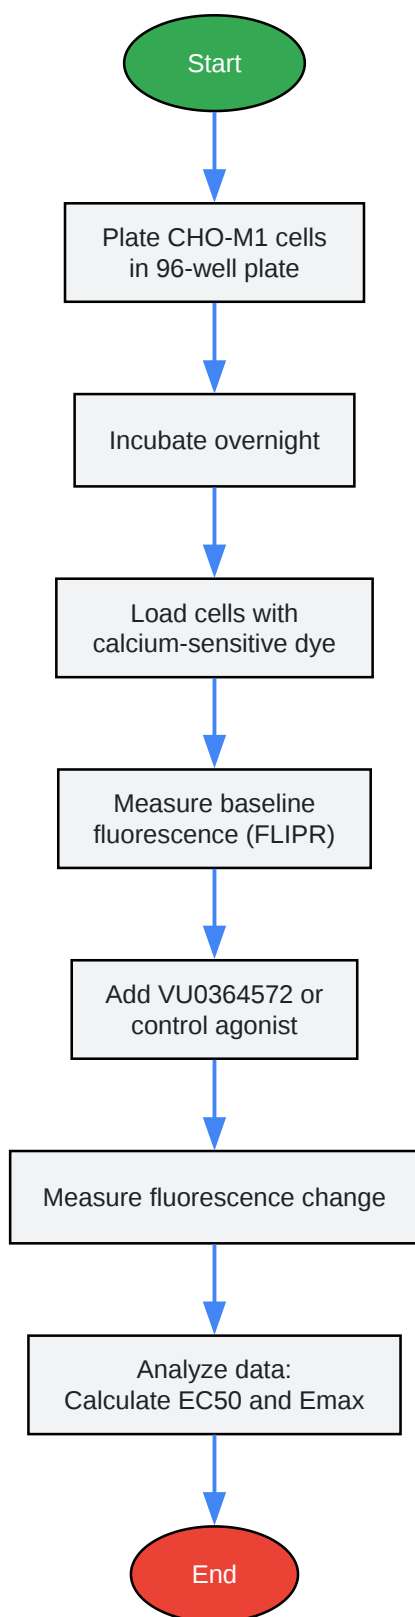 Start
Plate CHO-M1 cells
in 96-well plate
Incubate overnight
Load cells with
calcium-sensitive dye
Measure baseline
fluorescence (FLIPR)
Add VU0364572 or
control agonist
Measure fluorescence change
Analyze data:
Calculate EC50 and Emax
End